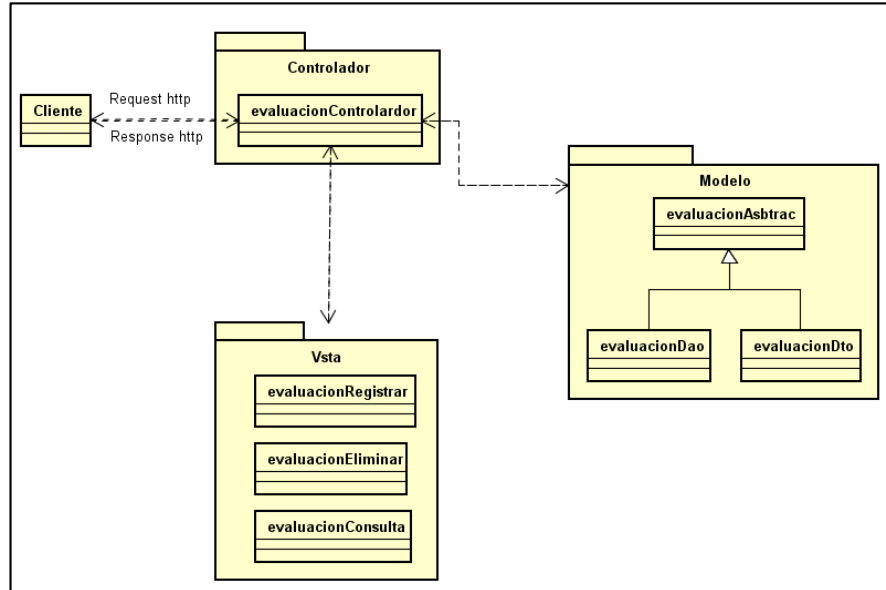 Controlador
Cliente
Request http
Response http
evaluacionControlardor
Modelo
evaluacionAsbtrac
evaluacionDao
evaluacionDto
Vsta
evaluacionRegistrar
evaluacionEliminar
evaluacionConsulta